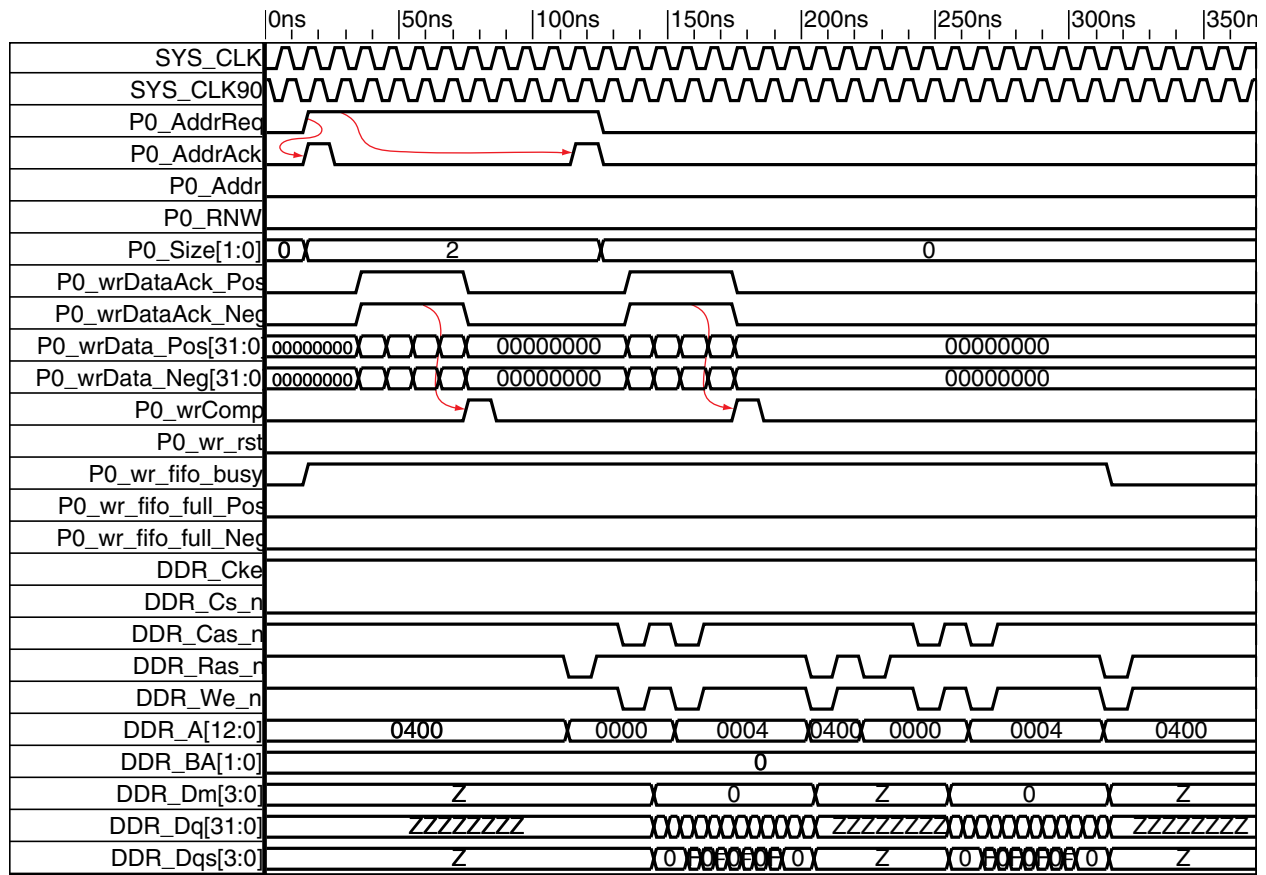 0ns 50ns 100ns 150ns 200ns 250ns 300ns 350n
SYS_CLK
SYS_CLK90
P0_AddrReq
P0_AddrAck
P0_Addr
P0_RNW
P0_Size[1:0] 0 2 0
P0_wrDataAck_Pos
P0_wrDataAck_Neg
P0_wrData_Pos[31:0 00000000 00000000 00000000
P0_wrData_Neg[31:0 00000000 00000000 00000000
P0_wrComp
P0_wr_rst
P0_wr_fifo_busy
P0_wr_fifo_full_Pos
P0_wr_fifo_full_Neg
DDR_Cke
DDR_Cs_n
DDR_Cas_n
DDR_Ras_n
DDR_We_n
DDR_A[12:0] 0400 0000 0004 0400 0000 0004 0400
DDR_BA[1:0] 0
DDR_Dm[3:0] Z 0 Z 0 Z
DDR_Dq[31:0] ZZZZZZZZ ZZZZZZZZ ZZZZZZZZ
DDR_Dqs[3:0] Z 0 0 Z 0 0 Z